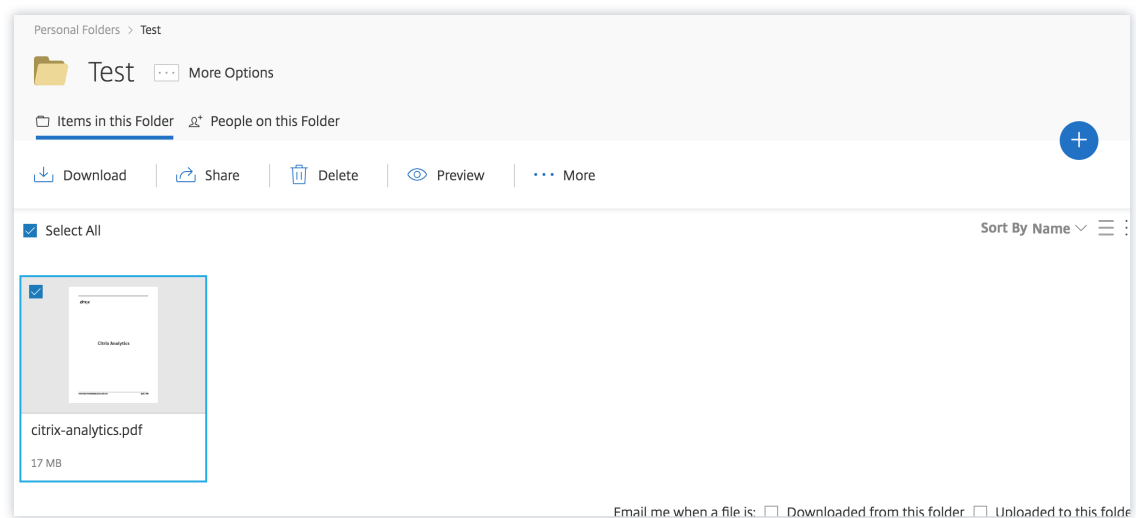 Personal Folders > Test
Test ··· More Options
Items in this Folder People on this Folder
Download Share Delete Preview ··· More
Select All
Sort By Name
citrix
Citrix Analytics
citrix-analytics.pdf
17 MB
Email me when a file is: Downloaded from this folder Uploaded to this folde